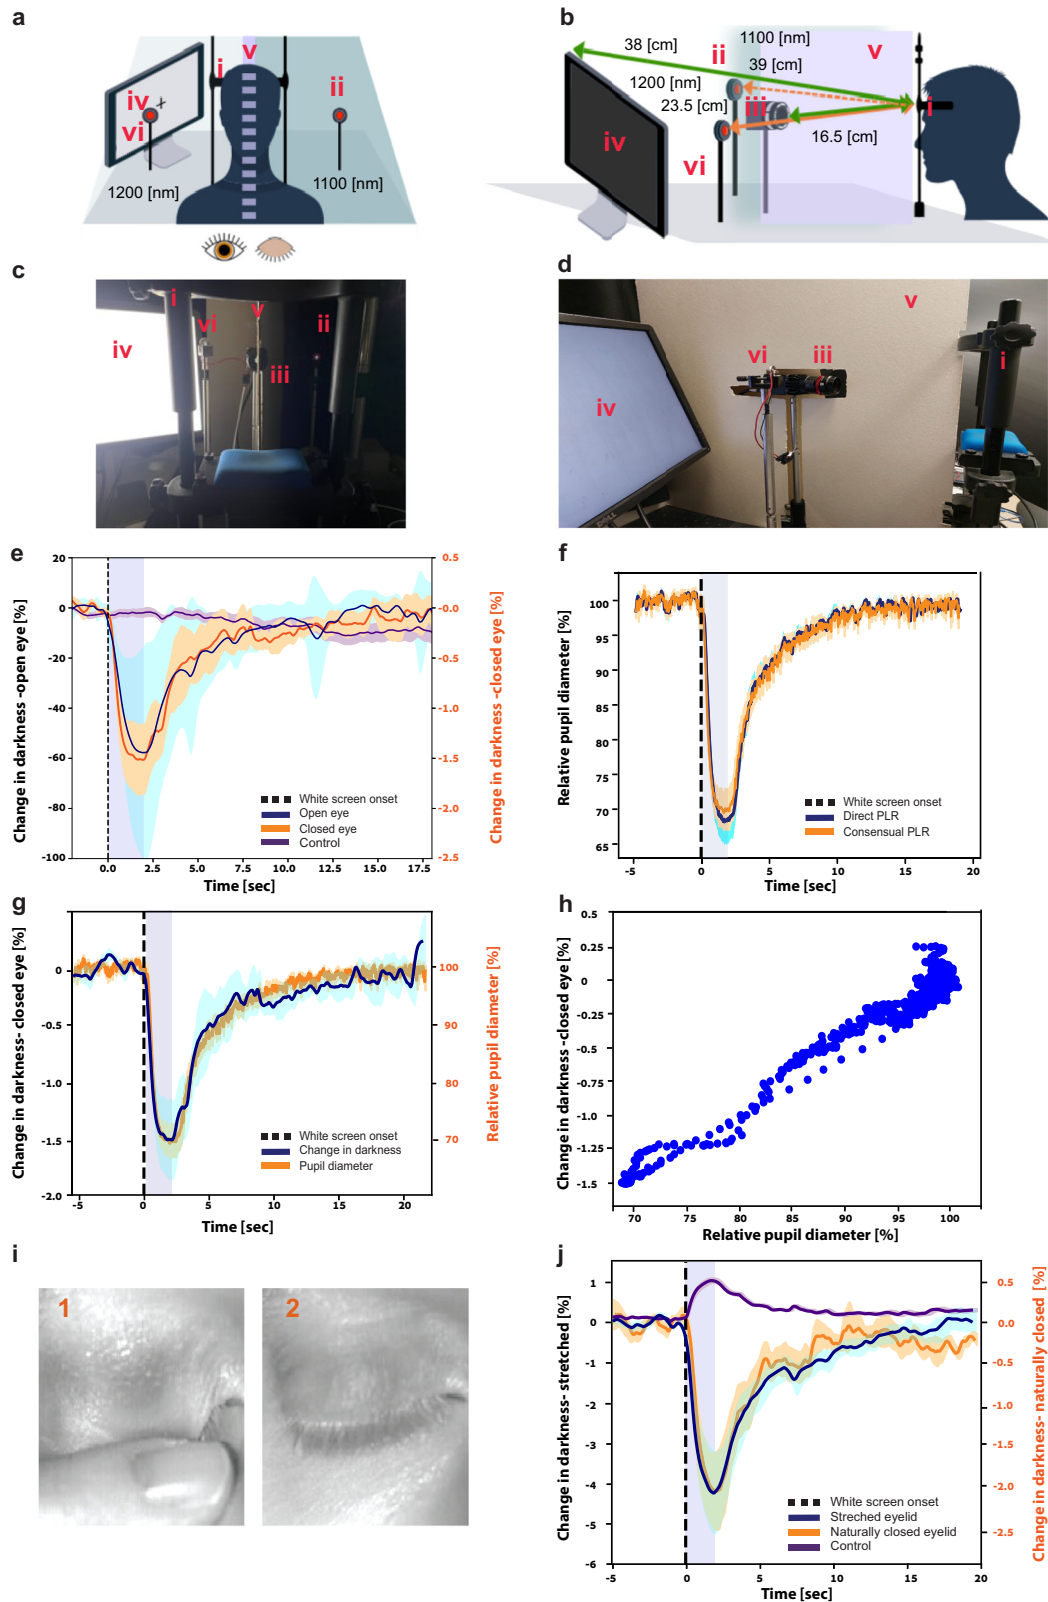 a
v
i
ii
iv
vi
1200 [nm]
1100 [nm]
b
38 [cm]
ii
1100 [nm]
39 [cm]
v
1200 [nm]
iii
23.5 [cm]
i
16.5 [cm]
iv
vi
c
i
v
vi
ii
iv
iii
d
v
vi
iii
i
iv
DELL
e
Change in darkness -open eye [%]
20
0
-20
-40
-60
-80
-100
0.5
-0.0
-0.5
-1.0
-1.5
-2.0
-2.5
Change in darkness -closed eye [%]
White screen onset
Open eye
Closed eye
Control
0.0 2.5 5.0 7.5 10.0 12.5 15.0 17.5
Time [sec]
f
Relative pupil diameter [%]
100
95
90
85
80
75
70
65
White screen onset
Direct PLR
Consensual PLR
-5 0 5 10 15 20
Time [sec]
g
Change in darkness- closed eye [%]
0
-0.5
-1.0
-1.5
-2.0
100
90
80
70
Relative pupil diameter [%]
White screen onset
Change in darkness
Pupil diameter
-5 0 5 10 15 20
Time [sec]
h
Change in darkness -closed eye [%]
0.5
0.25
0
-0.25
-0.5
-0.75
-1.0
-1.25
-1.5
70 75 80 85 90 95 100
Relative pupil diameter [%]
i
1
2
j
Change in darkness- stretched [%]
1
0
-1
-2
-3
-4
-5
-6
0.5
0.0
-0.5
-1.0
-1.5
-2.0
-2.5
Change in darkness- naturally closed [%]
White screen onset
Streched eyelid
Naturally closed eyelid
Control
-5 0 5 10 15 20
Time [sec]